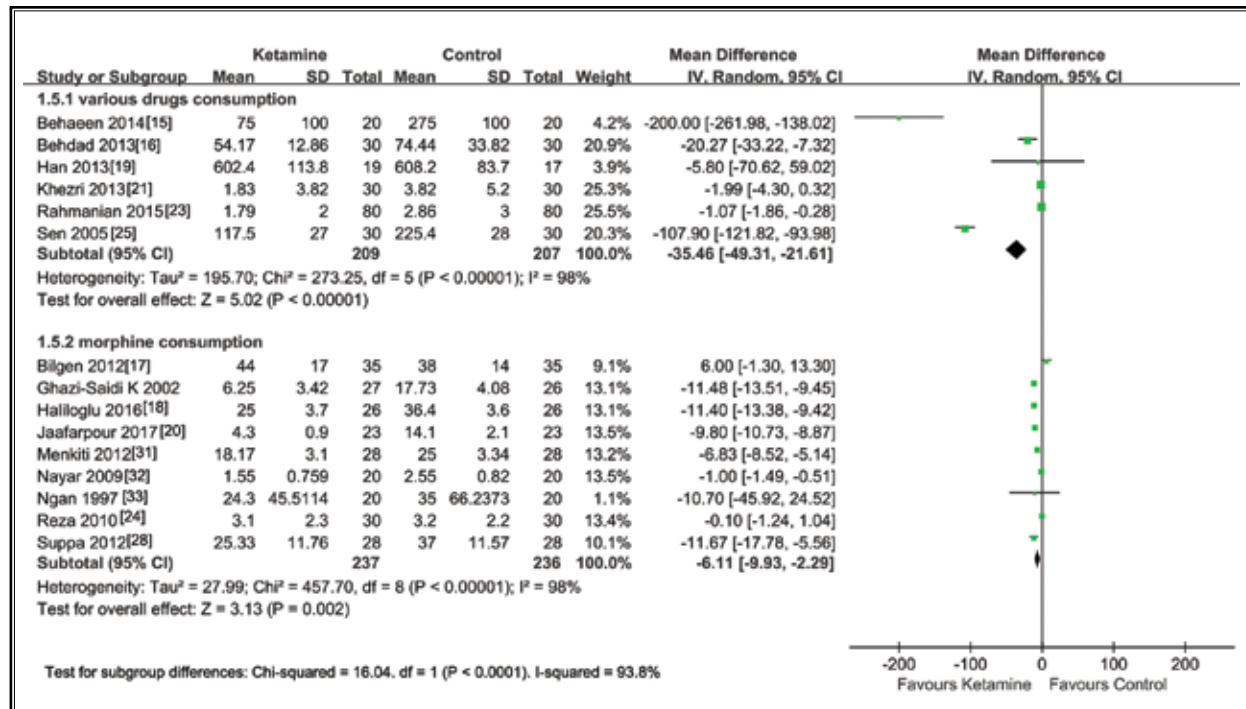 Ketamine Control Mean Difference Mean Difference
Study or Subgroup Mean SD Total Mean SD Total Weight IV, Random, 95% CI IV, Random, 95% CI
1.5.1 various drugs consumption
Behaeen 2014[15] 75 100 20 275 100 20 4.2% -200.00 [-261.98, -138.02]
Behdad 2013[16] 54.17 12.86 30 74.44 33.82 30 20.9% -20.27 [-33.22, -7.32]
Han 2013[19] 602.4 113.8 19 608.2 83.7 17 3.9% -5.80 [-70.62, 59.02]
Khezri 2013[21] 1.83 3.82 30 3.82 5.2 30 25.3% -1.99 [-4.30, 0.32]
Rahmanian 2015[23] 1.79 2 80 2.86 3 80 25.5% -1.07 [-1.86, -0.28]
Sen 2005[25] 117.5 27 30 225.4 28 30 20.3% -107.90 [-121.82, -93.98]
Subtotal (95% CI) 209 207 100.0% -35.46 [-49.31, -21.61]
Heterogeneity: Tau² = 195.70; Chi² = 273.25, df = 5 (P < 0.00001); I² = 98%
Test for overall effect: Z = 5.02 (P < 0.00001)
1.5.2 morphine consumption
Bilgen 2012[17] 44 17 35 38 14 35 9.1% 6.00 [-1.30, 13.30]
Ghazi-Saidi K 2002 6.25 3.42 27 17.73 4.08 26 13.1% -11.48 [-13.51, -9.45]
Haliloglu 2016[18] 25 3.7 26 36.4 3.6 26 13.1% -11.40 [-13.38, -9.42]
Jaafarpour 2017[20] 4.3 0.9 23 14.1 2.1 23 13.5% -9.80 [-10.73, -8.87]
Menkiti 2012[31] 18.17 3.1 28 25 3.34 28 13.2% -6.83 [-8.52, -5.14]
Nayar 2009[32] 1.55 0.759 20 2.55 0.82 20 13.5% -1.00 [-1.49, -0.51]
Ngan 1997 [33] 24.3 45.5114 20 35 66.2373 20 1.1% -10.70 [-45.92, 24.52]
Reza 2010[24] 3.1 2.3 30 3.2 2.2 30 13.4% -0.10 [-1.24, 1.04]
Suppa 2012[28] 25.33 11.76 28 37 11.57 28 10.1% -11.67 [-17.78, -5.56]
Subtotal (95% CI) 237 236 100.0% -6.11 [-9.93, -2.29]
Heterogeneity: Tau² = 27.99; Chi² = 457.70, df = 8 (P < 0.00001); I² = 98%
Test for overall effect: Z = 3.13 (P = 0.002)
Test for subgroup differences: Chi-squared = 16.04. df = 1 (P < 0.0001). I-squared = 93.8%
-200 -100 0 100 200
Favours Ketamine Favours Control